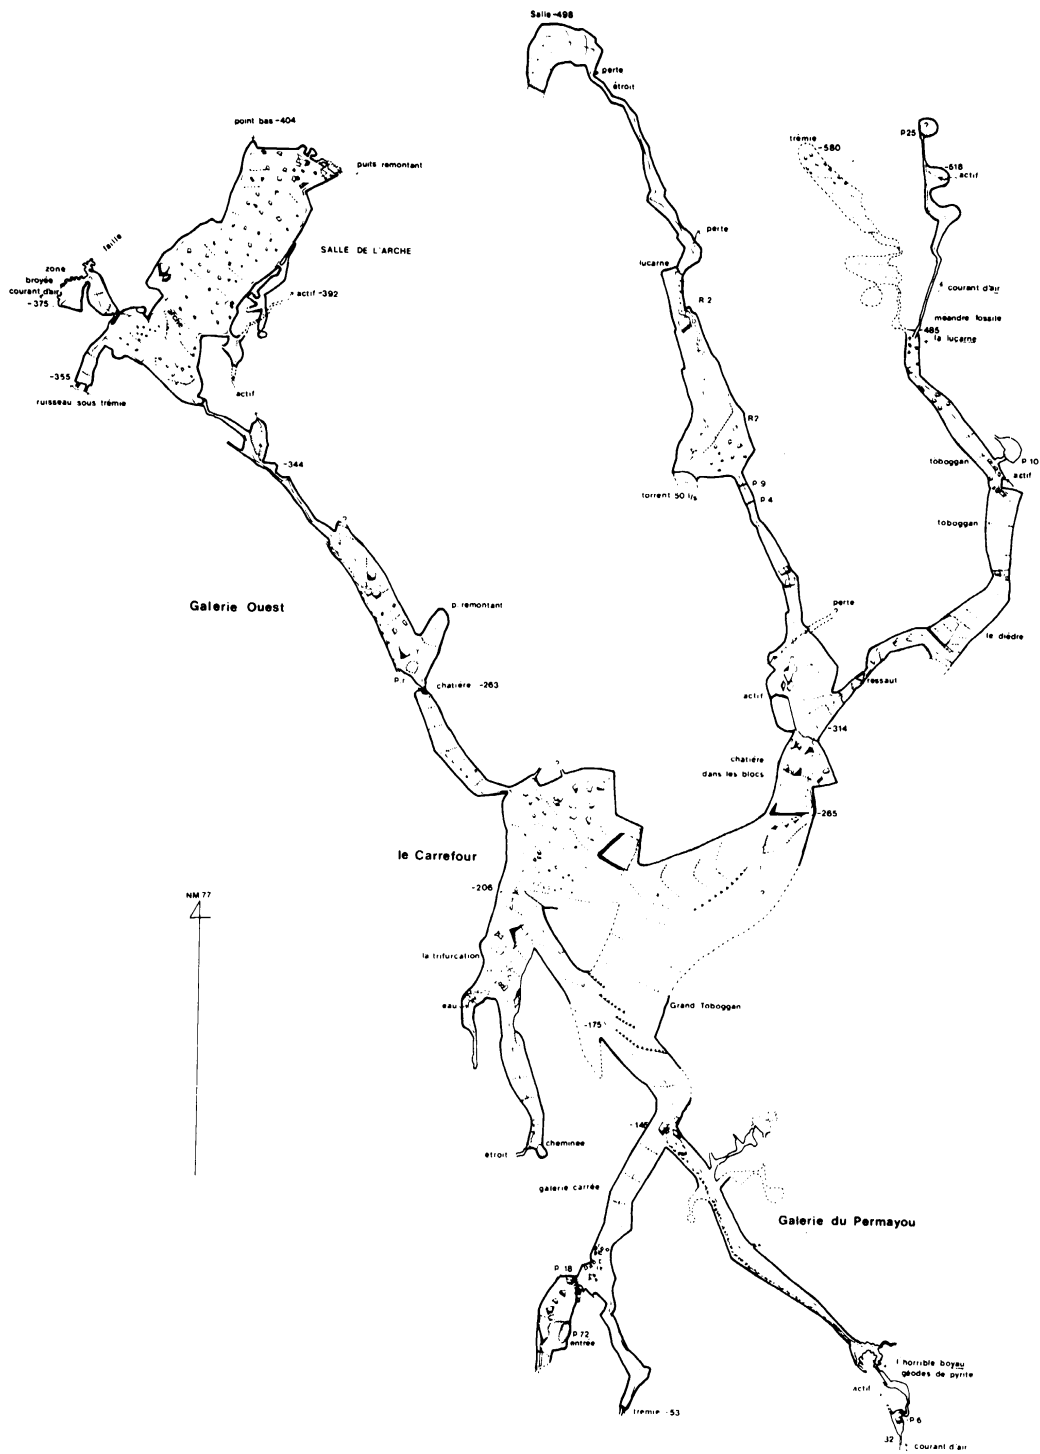 Salle -498
perte
étroit
point bas -404
puits remontant
SALLE DE L'ARCHE
faille
zone
broyée
courant d'air
-375
actif -392
-355
ruisseau sous trémie
actif
-344
trémie
-580
P25
?
-518
actif
courant d'air
méandre fossile
-485
la lucarne
perte
lucarne
R 2
R2
torrent 50 l/s
P 9
P 4
toboggan
P 10
actif
toboggan
le dièdre
perte
?
ressaut
actif
-314
chatière
dans les blocs
-265
Galerie Ouest
?
p. remontant
P.r
chatière -263
?
le Carrefour
-206
NM 77
la trifurcation
eau
-175
Grand Toboggan
?
étroit
cheminée
-145
galerie carrée
Galerie du Permayou
P 18
P 72
entrée
trémie -53
l'horrible boyau
géodes de pyrite
actif
P 6
32
courant d'air